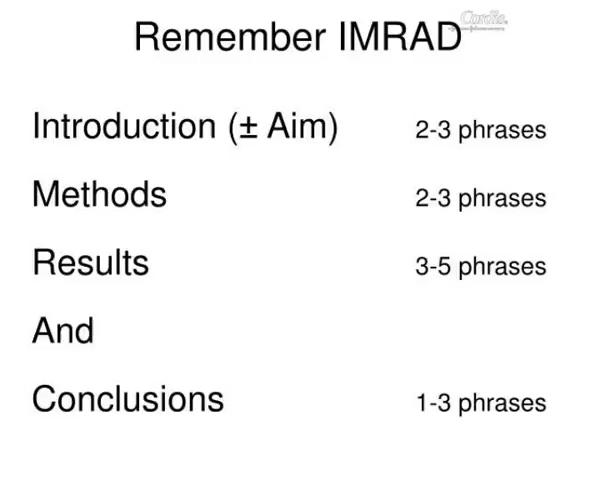 Cordis.
Remember IMRAD
Introduction (± Aim) 2-3 phrases
Methods 2-3 phrases
Results 3-5 phrases
And
Conclusions 1-3 phrases